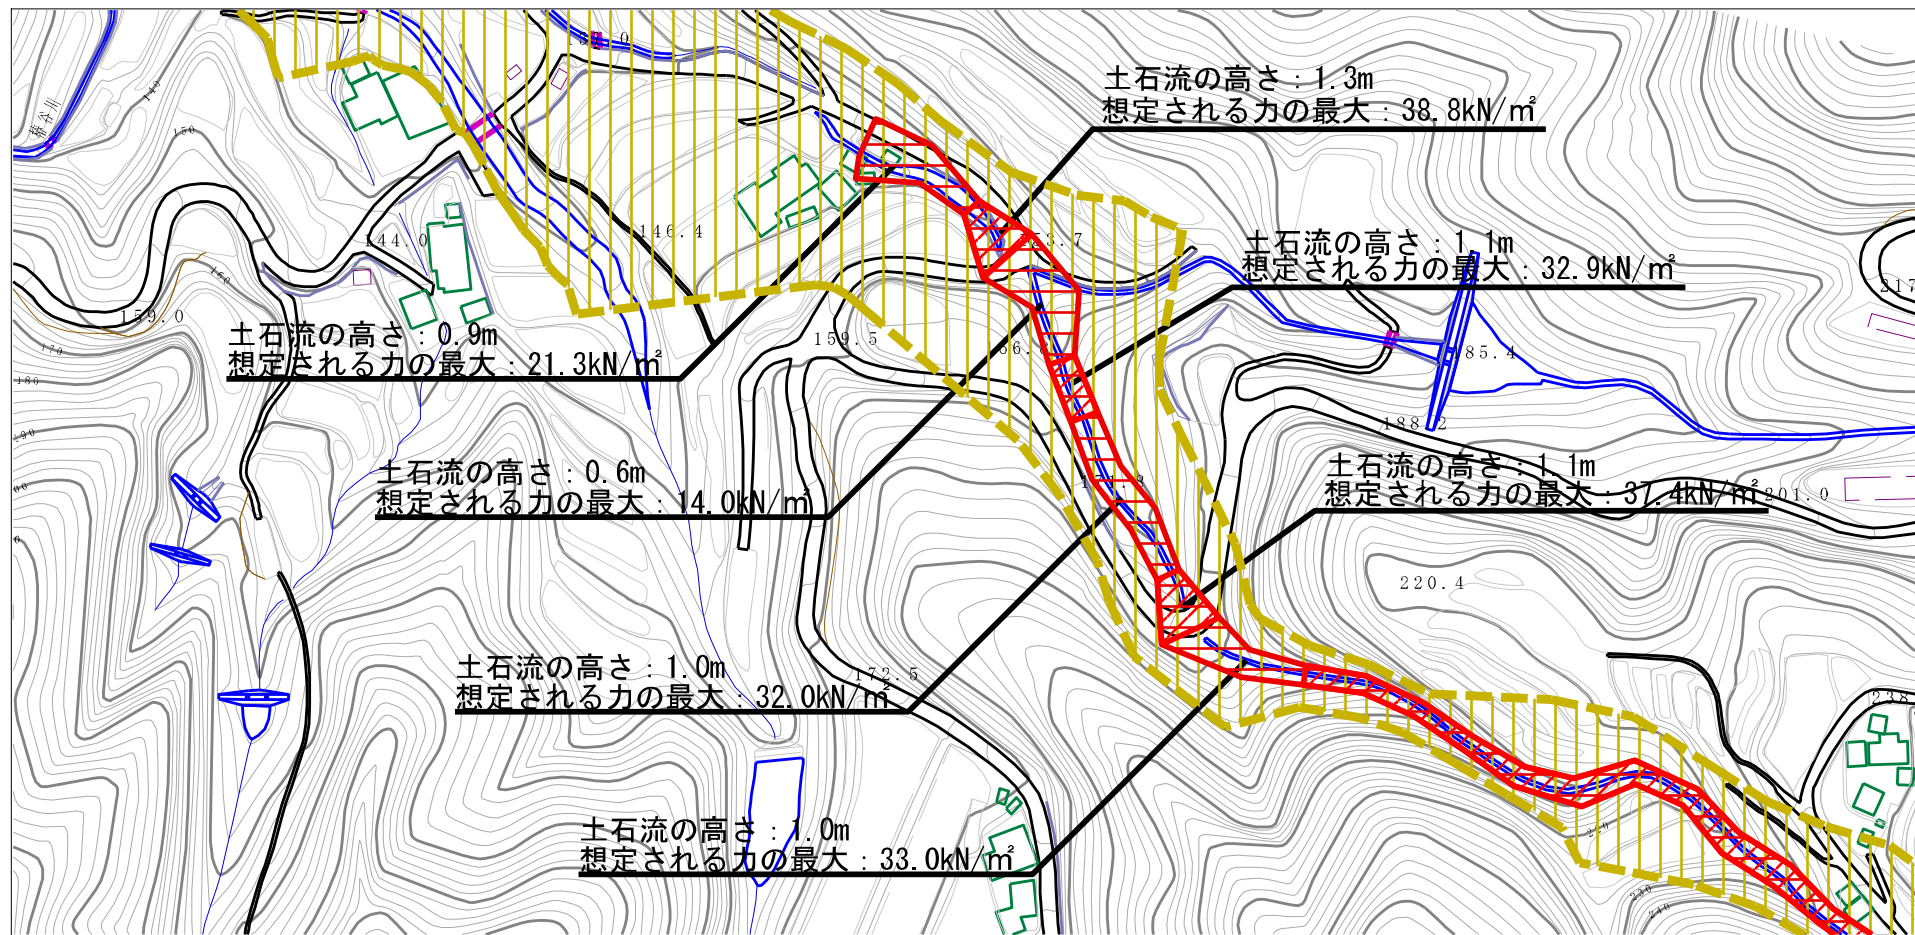 土石流の高さ：1.3m
想定される力の最大：38.8kN/㎡
土石流の高さ：1.1m
想定される力の最大：32.9kN/㎡
土石流の高さ：0.9m
想定される力の最大：21.3kN/㎡
土石流の高さ：0.6m
想定される力の最大：14.0kN/㎡
土石流の高さ：1.1m
想定される力の最大：37.4kN/㎡
土石流の高さ：1.0m
想定される力の最大：32.0kN/㎡
土石流の高さ：1.0m
想定される力の最大：33.0kN/㎡
150
146.4
144.0
160
159.0
170
180
159.5
185.4
188.2
201.0
220.4
172.5
217
238
230
240